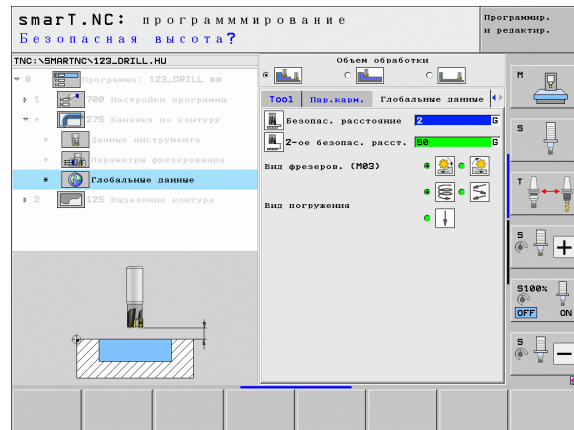 smarT.NC: программмирование
Программир. и редактир.
Безопасная высота?
TNC:\SMARTNC\123_DRILL.HU
0 Программа: 123_DRILL мм
1 700 Настройки программы
* 275 Канавка по контуру
* Данные инструмента
* Параметры фрезерования
* Глобальные данные
2 125 Выделение контура
Объем обработки
Tool Пар.карм. Глобальные данные
Безопас. расстояние 2 G
2-ое безопас. расст. 50 G
Вид фрезеров. (M03)
Вид погружения
M
S
T
S
S100%
OFF ON
S